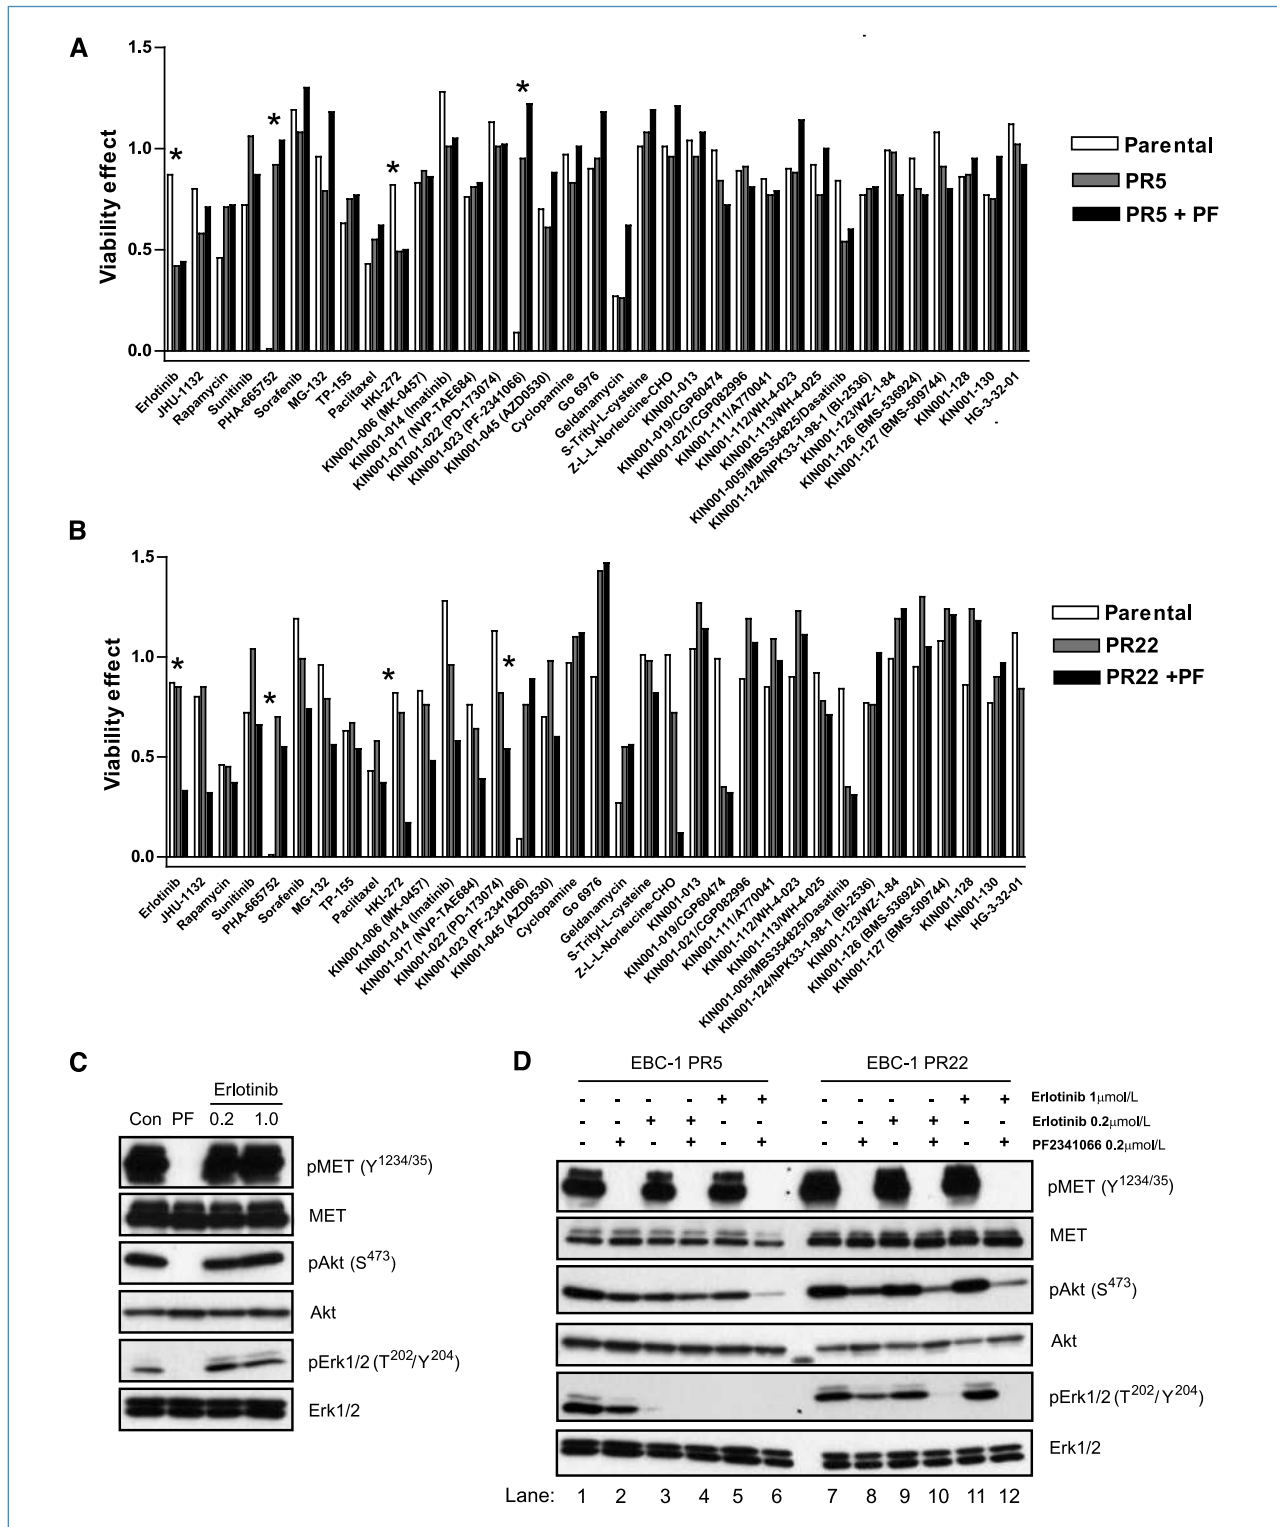 A
1.5
1.0
0.5
0.0
Viability effect
*
*
*
*
Parental
PR5
PR5 + PF
Erlotinib
JHU-1132
Rapamycin
Sunitinib
PHA-665752
Sorafenib
MG-132
TP-155
Paclitaxel
HKI-272
KIN001-006 (MK-0457)
KIN001-014 (Imatinib)
KIN001-017 (NVP-TAE684)
KIN001-022 (PD-173074)
KIN001-023 (PF-2341066)
KIN001-045 (AZD0530)
Cyclopamine
Go 6976
Geldanamycin
S-Trityl-L-cysteine
Z-L-L-Norleucine-CHO
KIN001-013
KIN001-019/CGP60474
KIN001-021/CGP082996
KIN001-111/A770041
KIN001-112/WH-4-023
KIN001-113/WH-4-025
KIN001-005/MBS354825/Dasatinib
KIN001-124/NPK33-1-98-1 (BI-2536)
KIN001-123/WZ-1-84
KIN001-126 (BMS-536924)
KIN001-127 (BMS-509744)
KIN001-128
KIN001-130
HG-3-32-01
B
1.5
1.0
0.5
0.0
Viability effect
*
*
*
*
Parental
PR22
PR22 +PF
Erlotinib
JHU-1132
Rapamycin
Sunitinib
PHA-665752
Sorafenib
MG-132
TP-155
Paclitaxel
HKI-272
KIN001-006 (MK-0457)
KIN001-014 (Imatinib)
KIN001-017 (NVP-TAE684)
KIN001-022 (PD-173074)
KIN001-023 (PF-2341066)
KIN001-045 (AZD0530)
Cyclopamine
Go 6976
Geldanamycin
S-Trityl-L-cysteine
Z-L-L-Norleucine-CHO
KIN001-013
KIN001-019/CGP60474
KIN001-021/CGP082996
KIN001-111/A770041
KIN001-112/WH-4-023
KIN001-113/WH-4-025
KIN001-005/MBS354825/Dasatinib
KIN001-124/NPK33-1-98-1 (BI-2536)
KIN001-123/WZ-1-84
KIN001-126 (BMS-536924)
KIN001-127 (BMS-509744)
KIN001-128
KIN001-130
HG-3-32-01
C
Erlotinib
Con PF 0.2 1.0
pMET (Y1234/35)
MET
pAkt (S473)
Akt
pErk1/2 (T202/Y204)
Erk1/2
D
EBC-1 PR5 EBC-1 PR22
- - - - + + - - - - + + Erlotinib 1μmol/L
- - + + - - - - + + - - Erlotinib 0.2μmol/L
- + - + - + - + - + - + PF2341066 0.2μmol/L
pMET (Y1234/35)
MET
pAkt (S473)
Akt
pErk1/2 (T202/Y204)
Erk1/2
Lane: 1 2 3 4 5 6 7 8 9 10 11 12